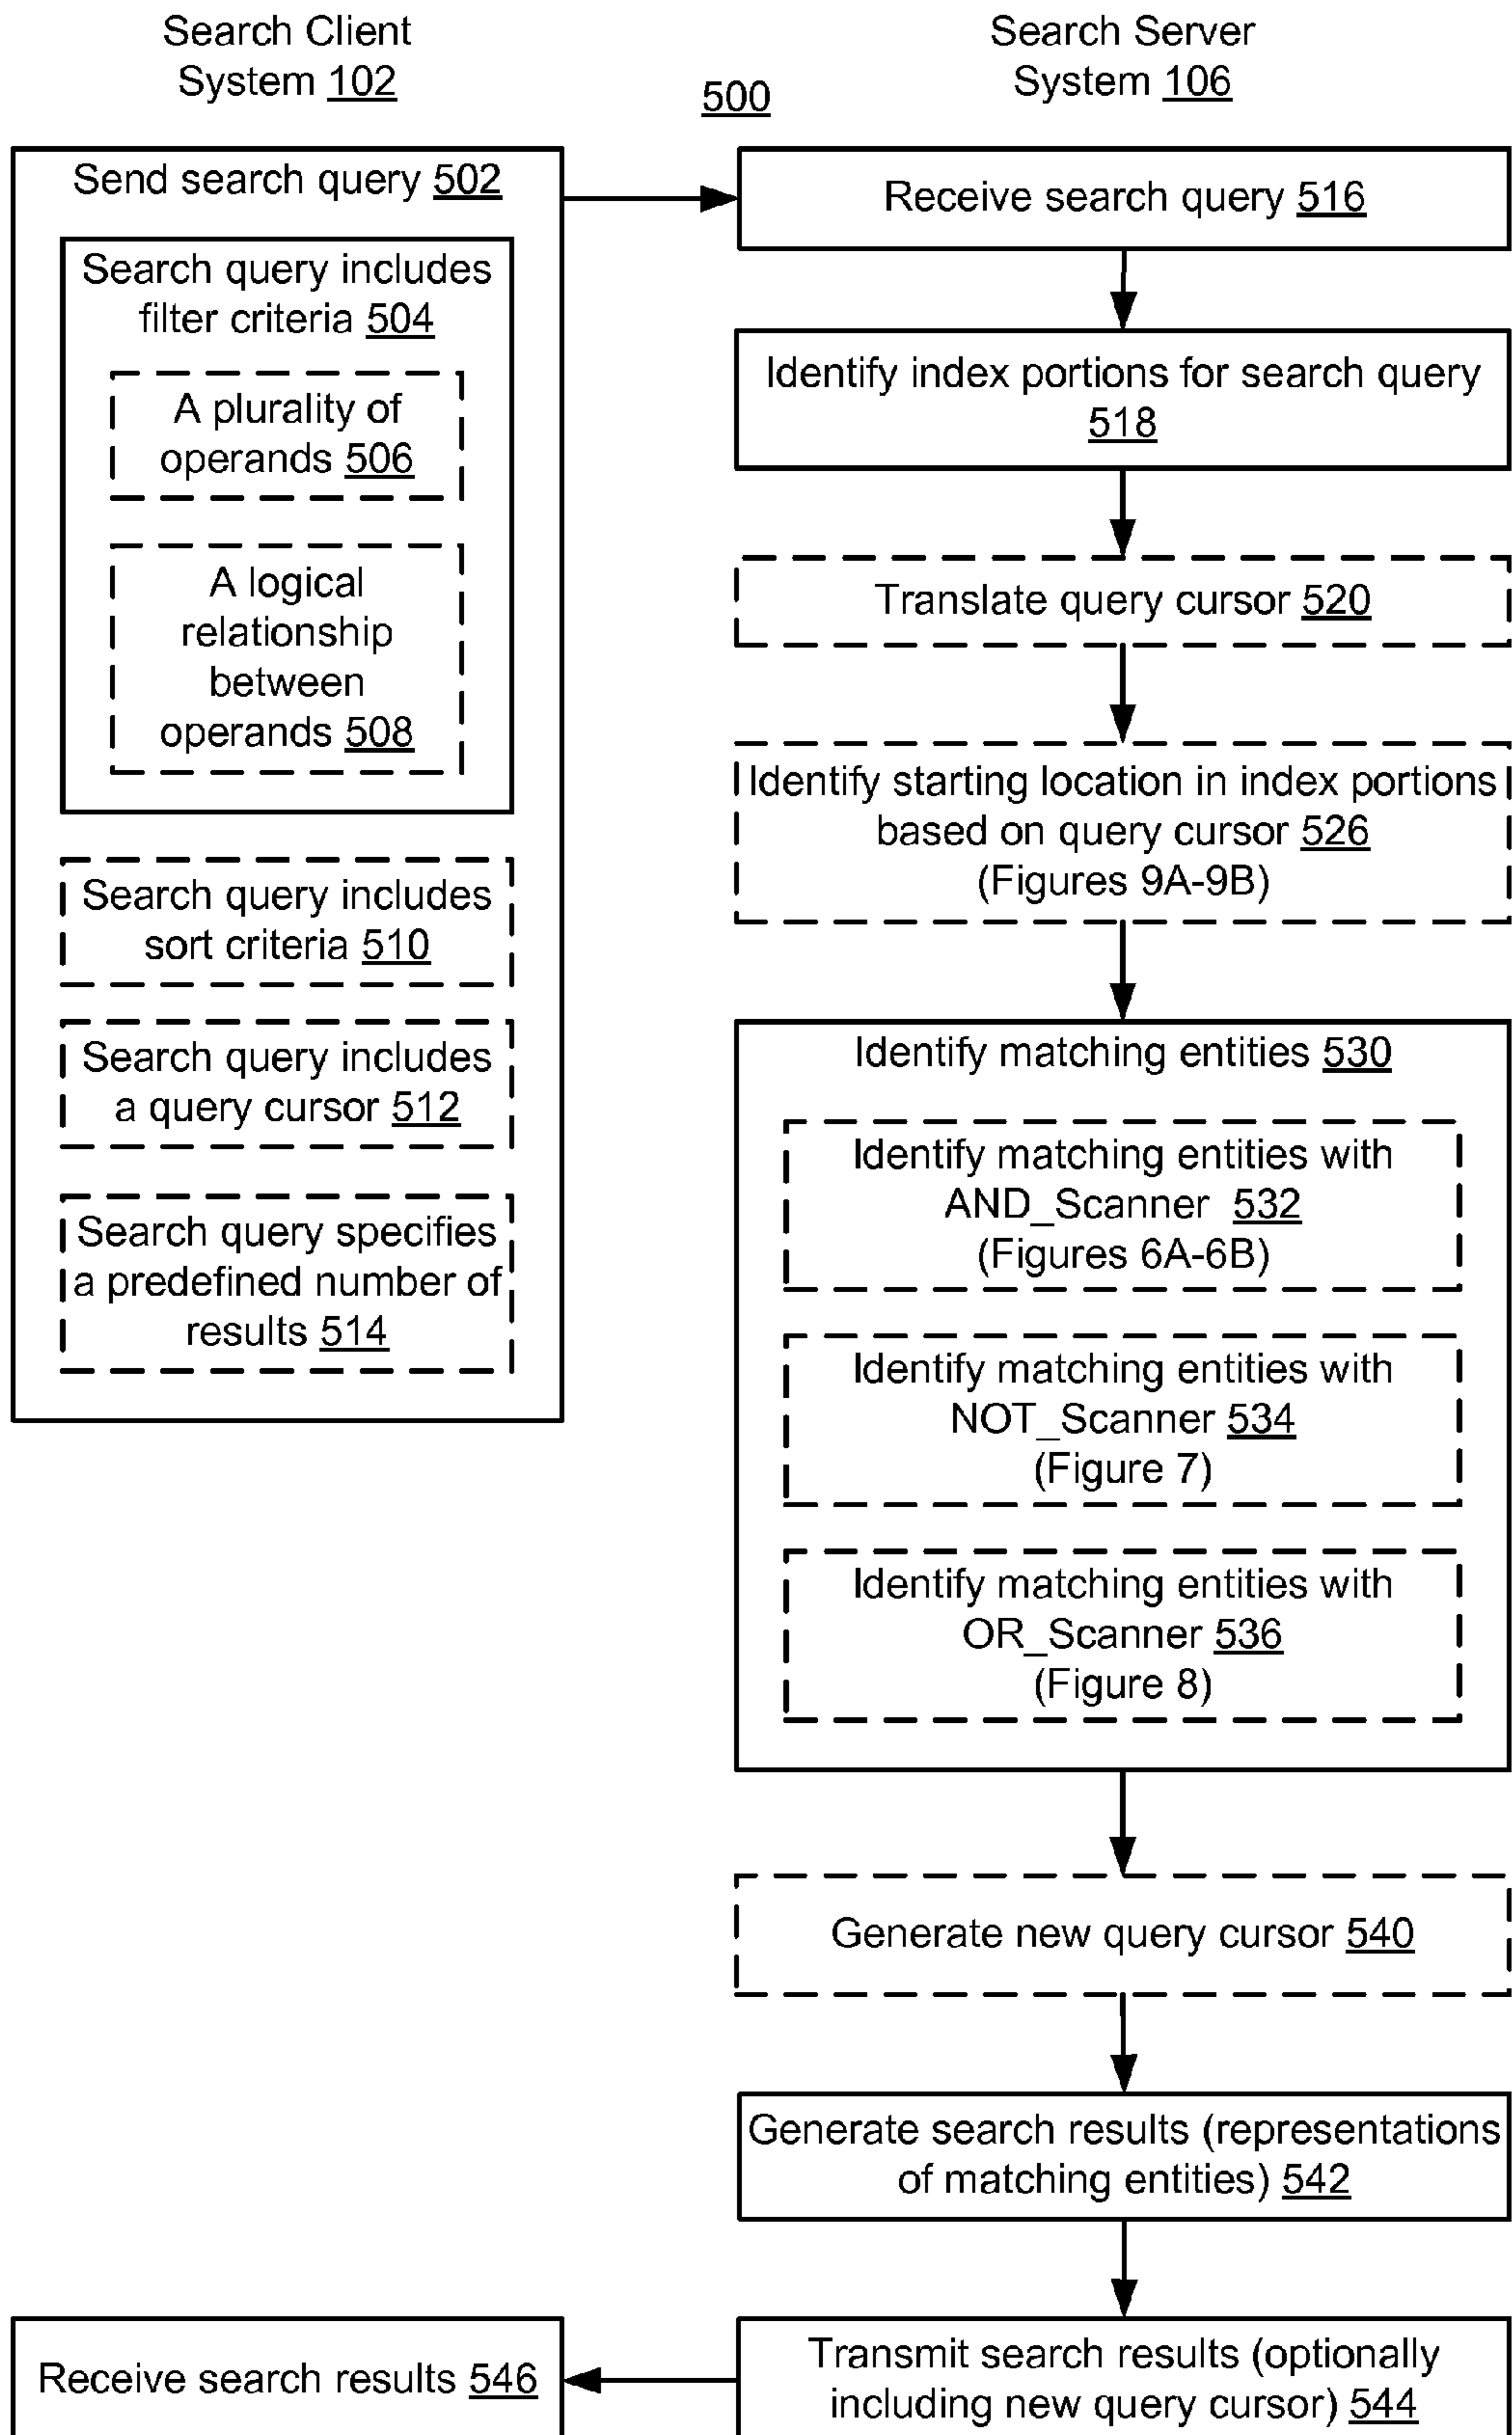 Search Client
System 102
Search Server
System 106
500
Send search query 502
Search query includes
filter criteria 504
A plurality of
operands 506
A logical
relationship
between
operands 508
Search query includes
sort criteria 510
Search query includes
a query cursor 512
Search query specifies
a predefined number of
results 514
Receive search query 516
Identify index portions for search query
518
Translate query cursor 520
Identify starting location in index portions
based on query cursor 526
(Figures 9A-9B)
Identify matching entities 530
Identify matching entities with
AND_Scanner 532
(Figures 6A-6B)
Identify matching entities with
NOT_Scanner 534
(Figure 7)
Identify matching entities with
OR_Scanner 536
(Figure 8)
Generate new query cursor 540
Generate search results (representations
of matching entities) 542
Transmit search results (optionally
including new query cursor) 544
Receive search results 546